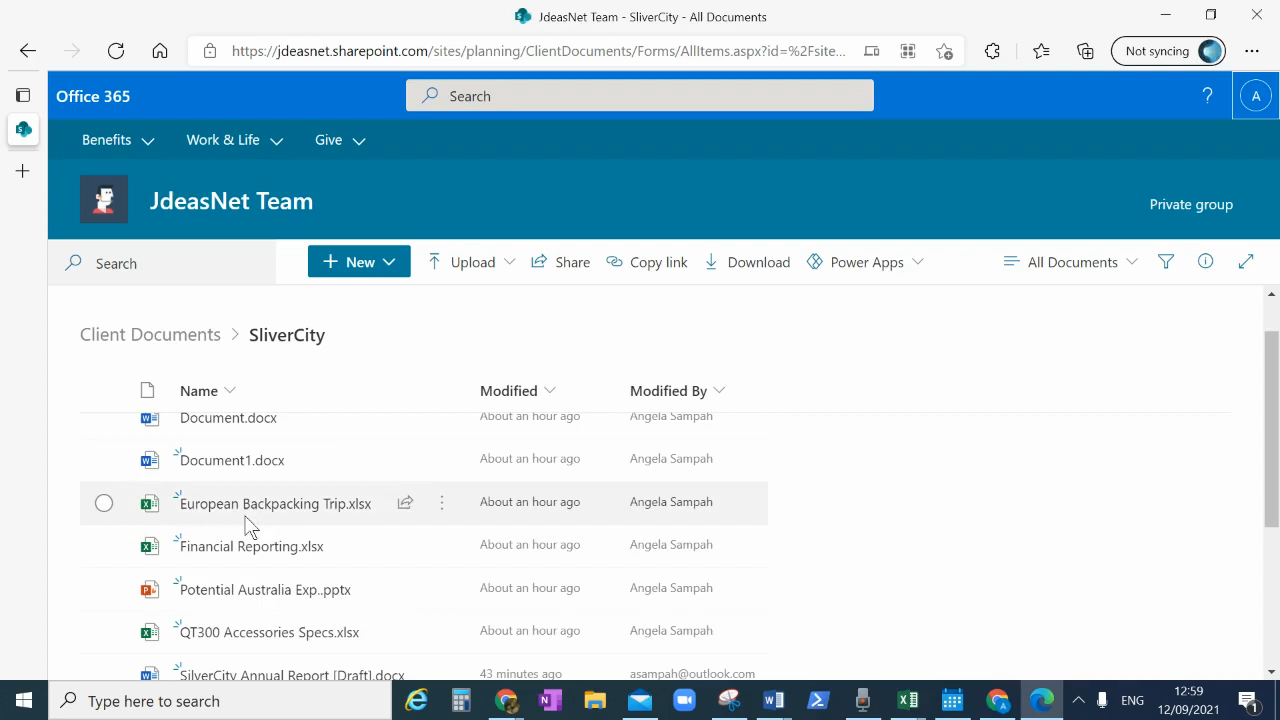 JdeasNet Team - SliverCity - All Documents
https://jdeasnet.sharepoint.com/sites/planning/ClientDocuments/Forms/AllItems.aspx?id=%2Fsite...
Not syncing
Office 365
Search
?
A
Benefits
Work & Life
Give
JdeasNet Team
Private group
Search
+ New
Upload
Share
Copy link
Download
Power Apps
All Documents
Client Documents > SliverCity
Name Modified Modified By
Document.docx About an hour ago Angela Sampah
Document1.docx About an hour ago Angela Sampah
European Backpacking Trip.xlsx About an hour ago Angela Sampah
Financial Reporting.xlsx About an hour ago Angela Sampah
Potential Australia Exp..pptx About an hour ago Angela Sampah
QT300 Accessories Specs.xlsx About an hour ago Angela Sampah
SilverCity Annual Report [Draft].docx 43 minutes ago asampah@outlook.com
Type here to search
ENG
12:59
12/09/2021
1